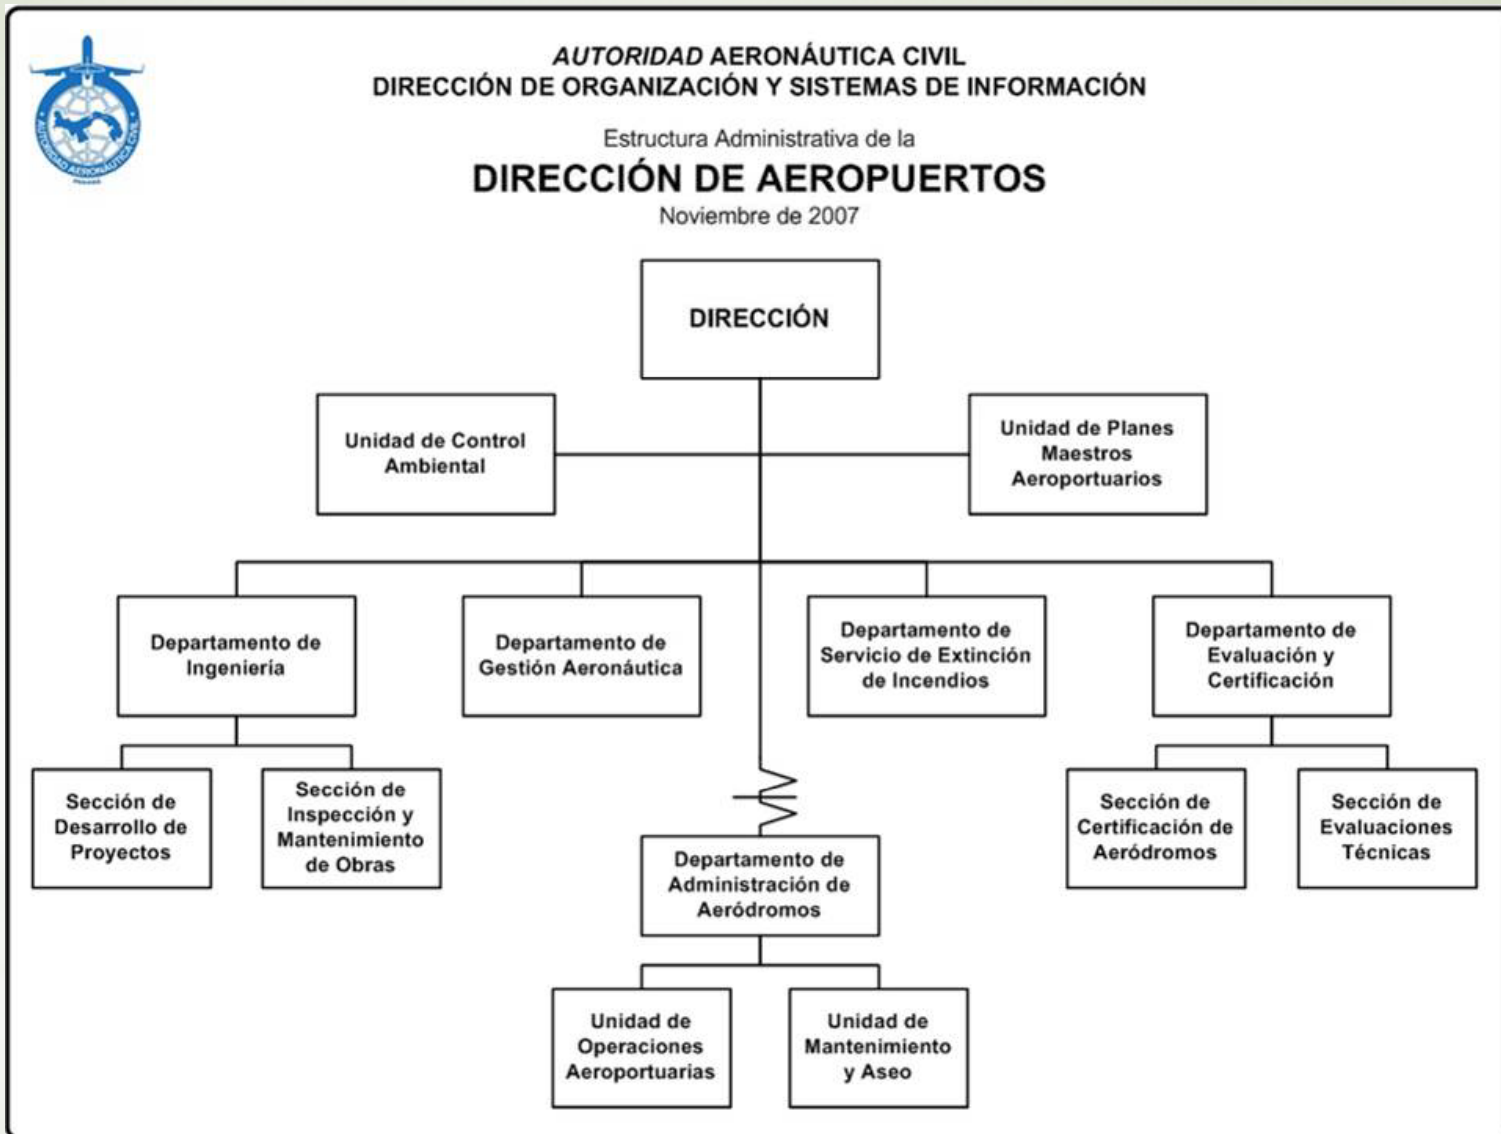 AUTORIDAD AERONÁUTICA CIVIL
DIRECCIÓN DE ORGANIZACIÓN Y SISTEMAS DE INFORMACIÓN
Estructura Administrativa de la
DIRECCIÓN DE AEROPUERTOS
Noviembre de 2007
AUTORIDAD AERONÁUTICA CIVIL
PANAMÁ
DIRECCIÓN
Unidad de Control
Ambiental
Unidad de Planes
Maestros
Aeroportuarios
Departamento de
Ingeniería
Departamento de
Gestión Aeronáutica
Departamento de
Servicio de Extinción
de Incendios
Departamento de
Evaluación y
Certificación
Sección de
Desarrollo de
Proyectos
Sección de
Inspección y
Mantenimiento
de Obras
Sección de
Certificación de
Aeródromos
Sección de
Evaluaciones
Técnicas
Departamento de
Administración de
Aeródromos
Unidad de
Operaciones
Aeroportuarias
Unidad de
Mantenimiento
y Aseo